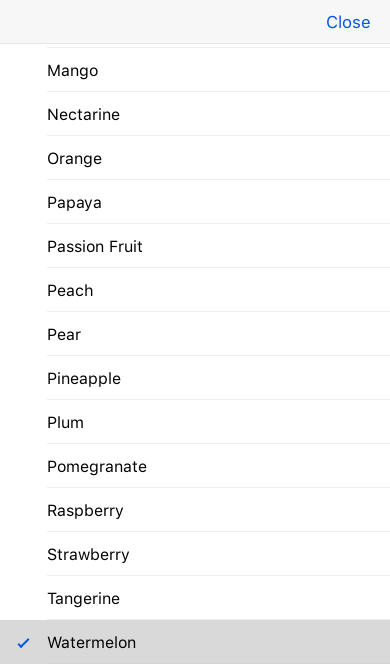 Close
Mango
Nectarine
Orange
Papaya
Passion Fruit
Peach
Pear
Pineapple
Plum
Pomegranate
Raspberry
Strawberry
Tangerine
Watermelon